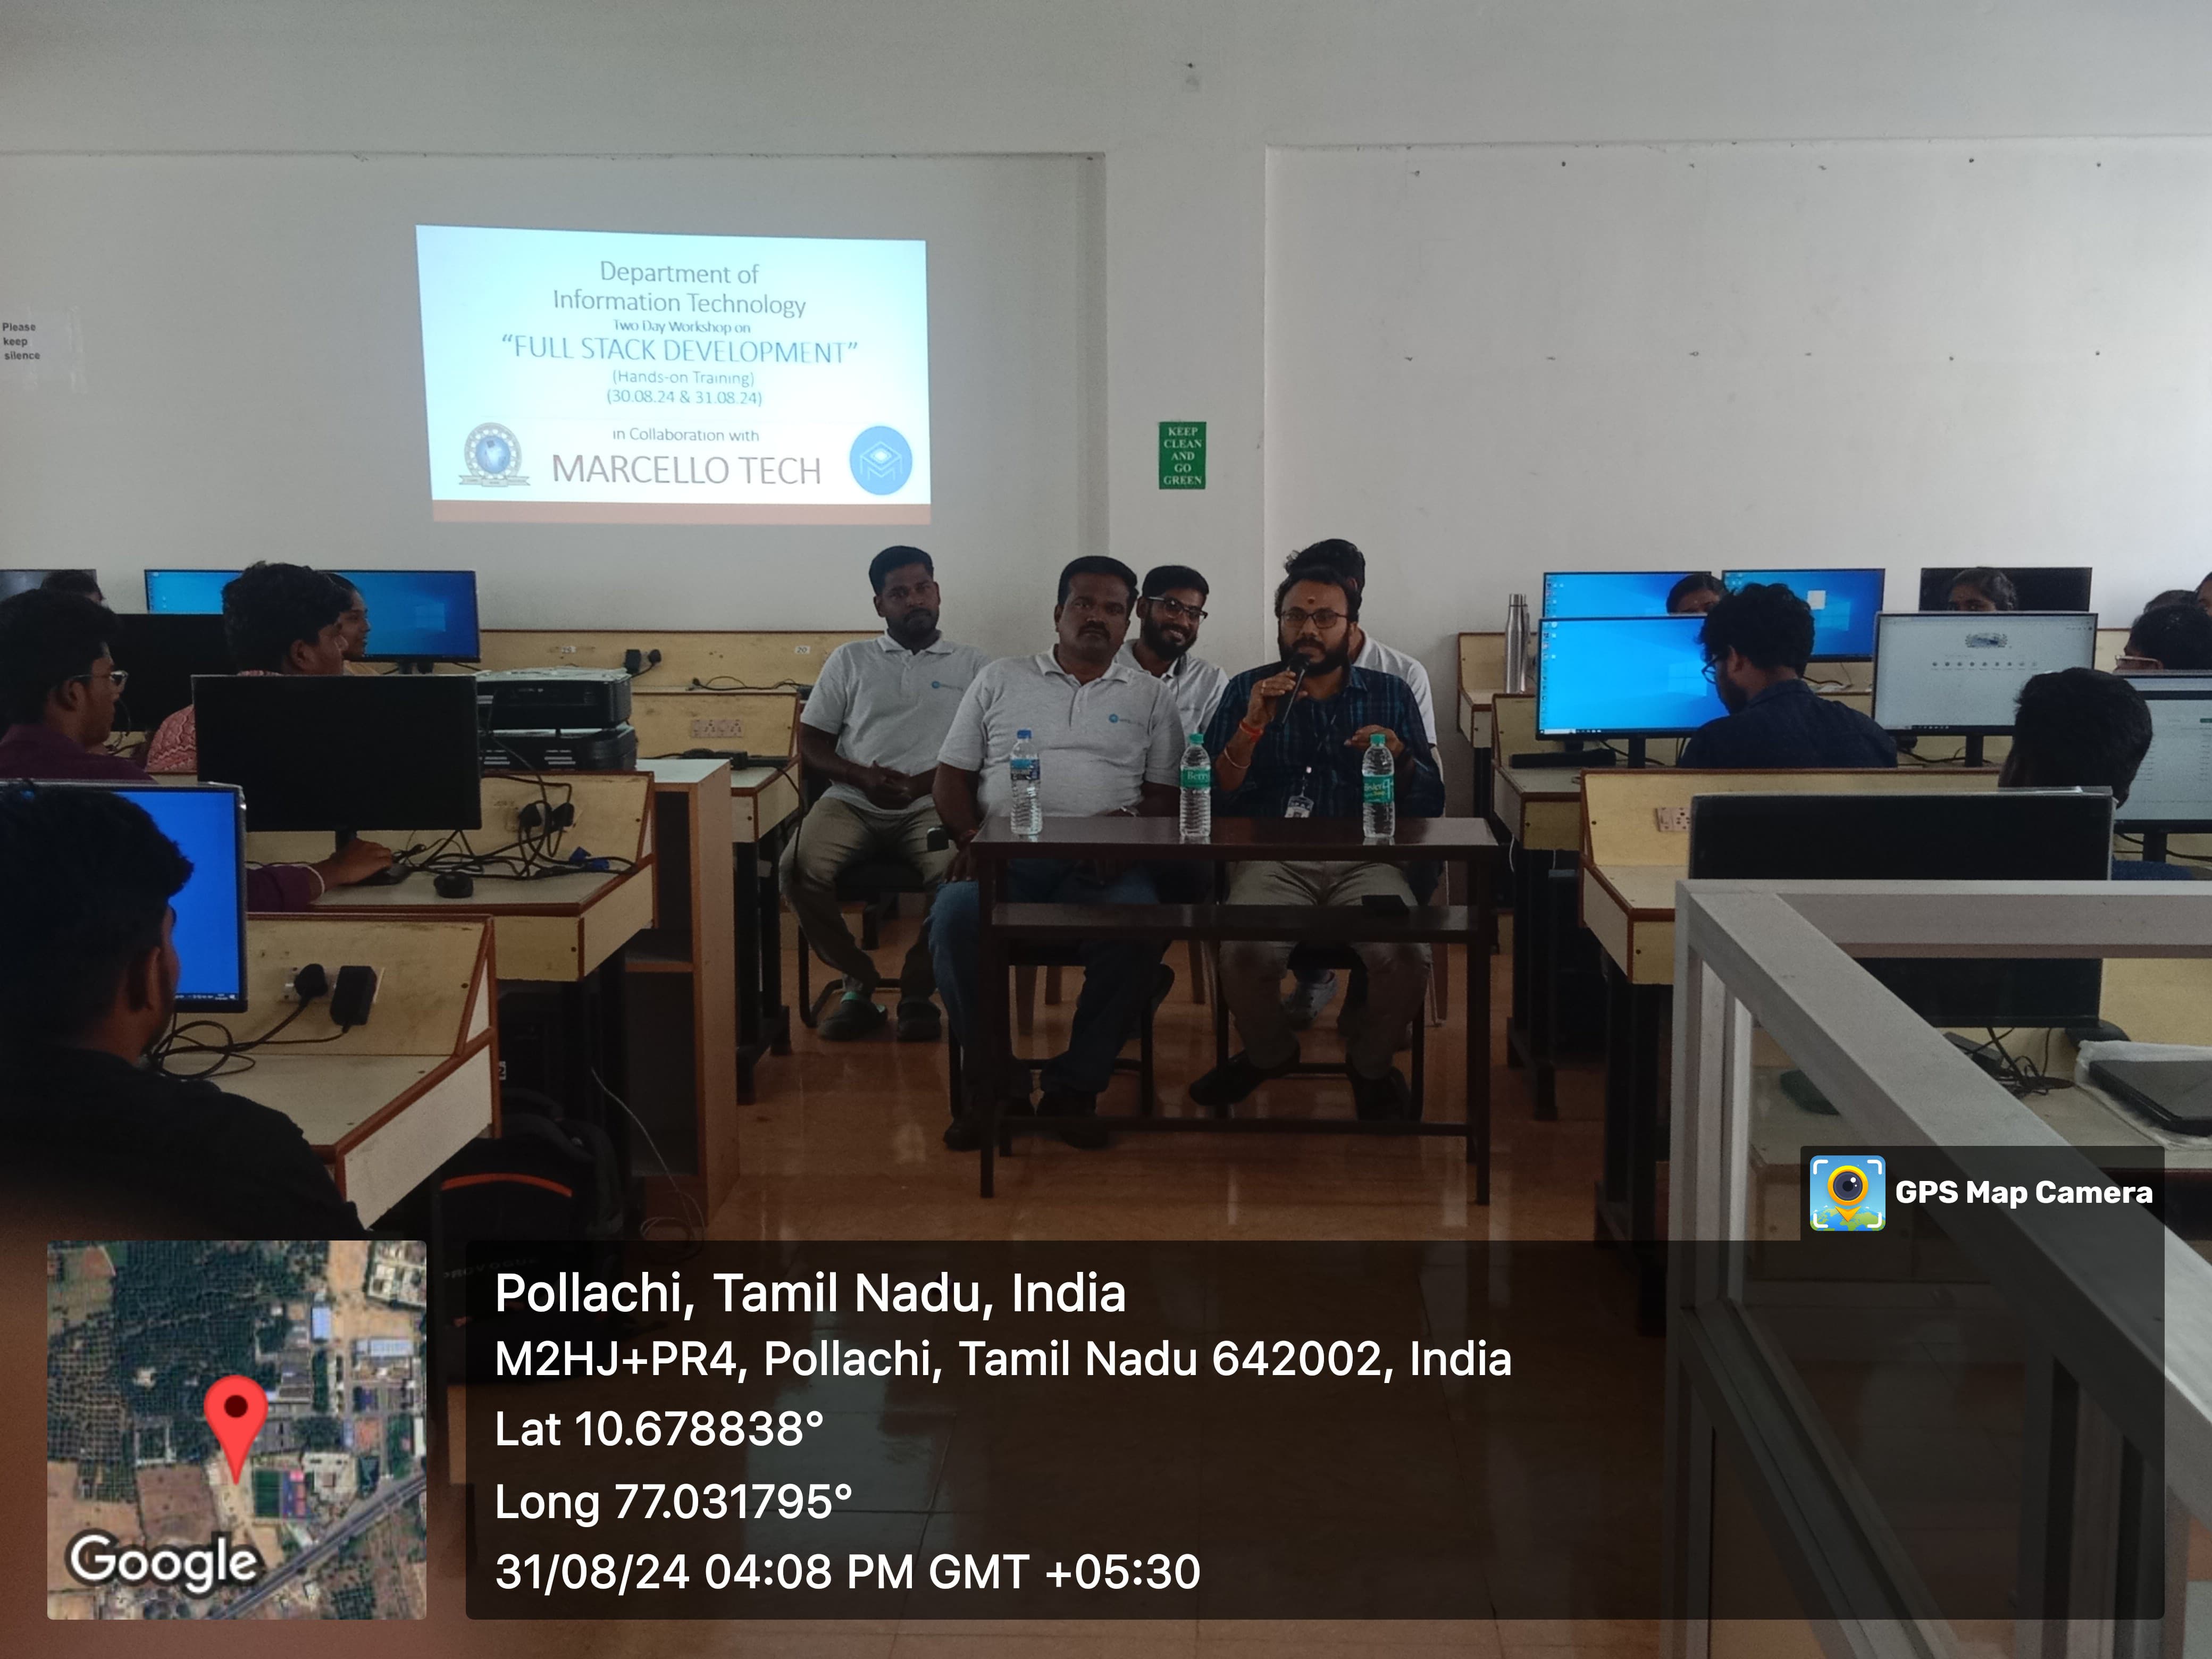 Please
keep
silence
Department of
Information Technology
Two Day Workshop on
“FULL STACK DEVELOPMENT”
(Hands-on Training)
(30.08.24 & 31.08.24)
in Collaboration with
MARCELLO TECH
KEEP
CLEAN
AND
GO
GREEN
20
GPS Map Camera
Pollachi, Tamil Nadu, India
M2HJ+PR4, Pollachi, Tamil Nadu 642002, India
Lat 10.678838°
Long 77.031795°
31/08/24 04:08 PM GMT +05:30
Google